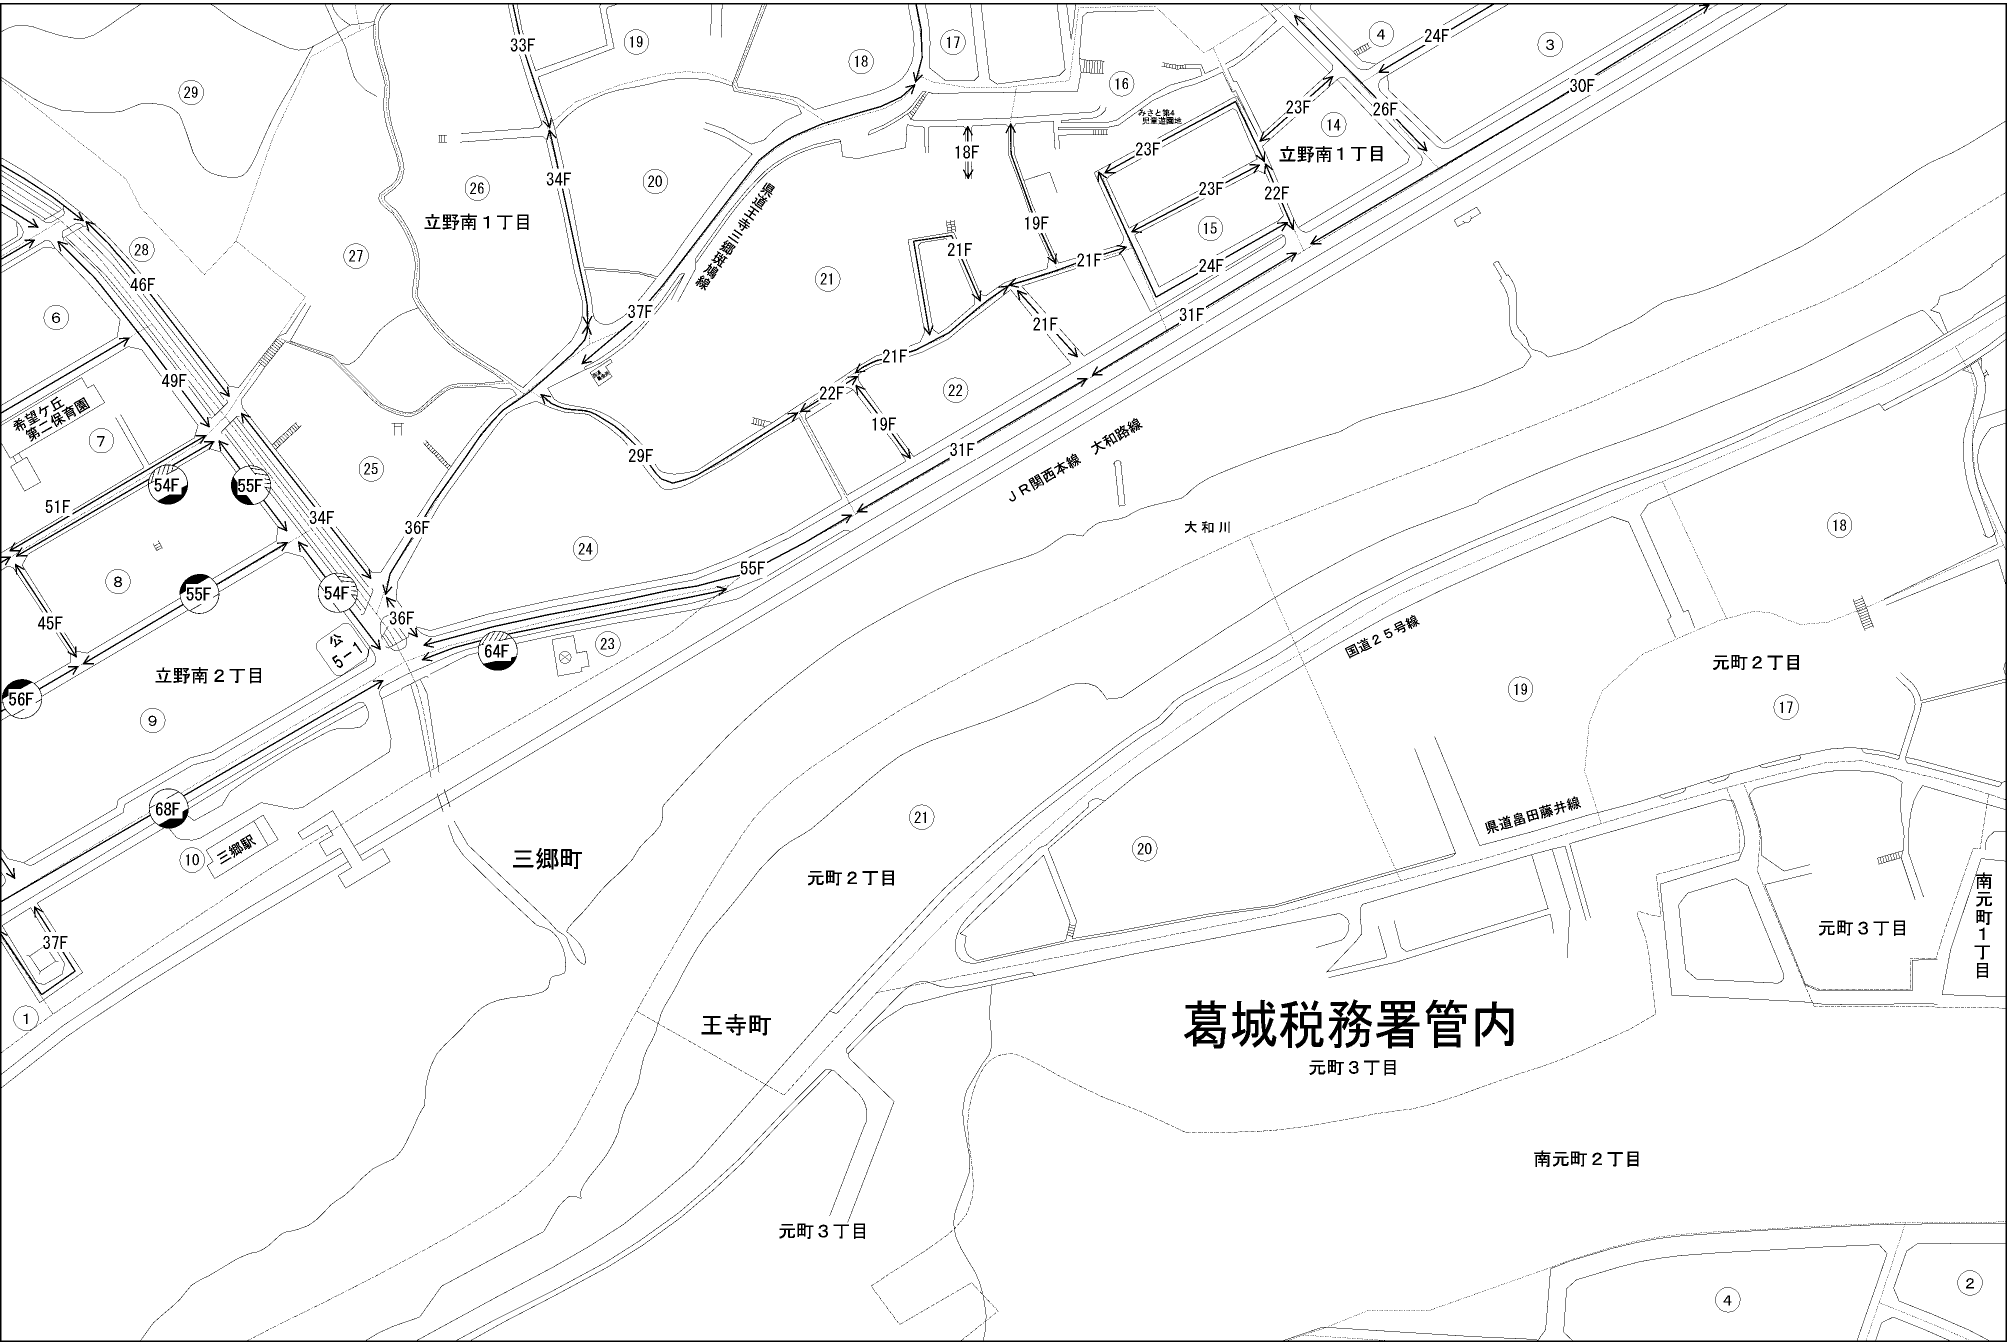 33F
19
18
17
4
24F
3
30F
29
16
みさと第4
児童遊園地
23F
26F
14
立野南１丁目
18F
23F
34F
20
26
立野南１丁目
県道王寺三郷斑鳩線
23F
22F
19F
15
28
27
46F
21F
21
21F
24F
6
37F
21F
31F
49F
21F
希望ケ丘
第二保育園
7
22F
22
19F
25
29F
31F
ＪＲ関西本線　大和路線
54F
55F
51F
34F
36F
24
大和川
18
8
55F
54F
55F
45F
36F
公
5－1
23
64F
国道２５号線
立野南２丁目
元町２丁目
56F
9
19
17
68F
21
県道畠田藤井線
10
三郷駅
三郷町
20
元町２丁目
南元町１丁目
37F
元町３丁目
1
王寺町
葛城税務署管内
元町３丁目
南元町２丁目
元町３丁目
4
2